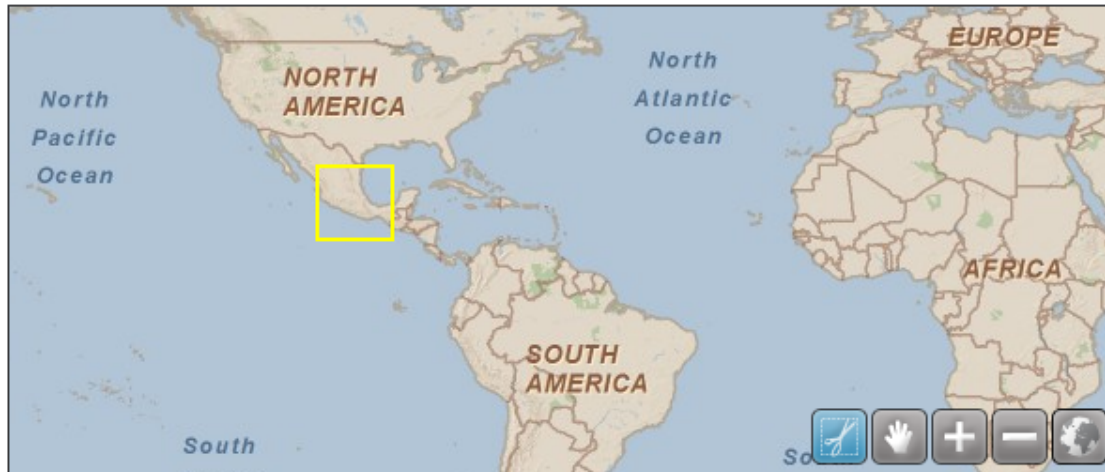 NORTH
AMERICA
EUROPE
North
Pacific
Ocean
North
Atlantic
Ocean
AFRICA
SOUTH
AMERICA
South